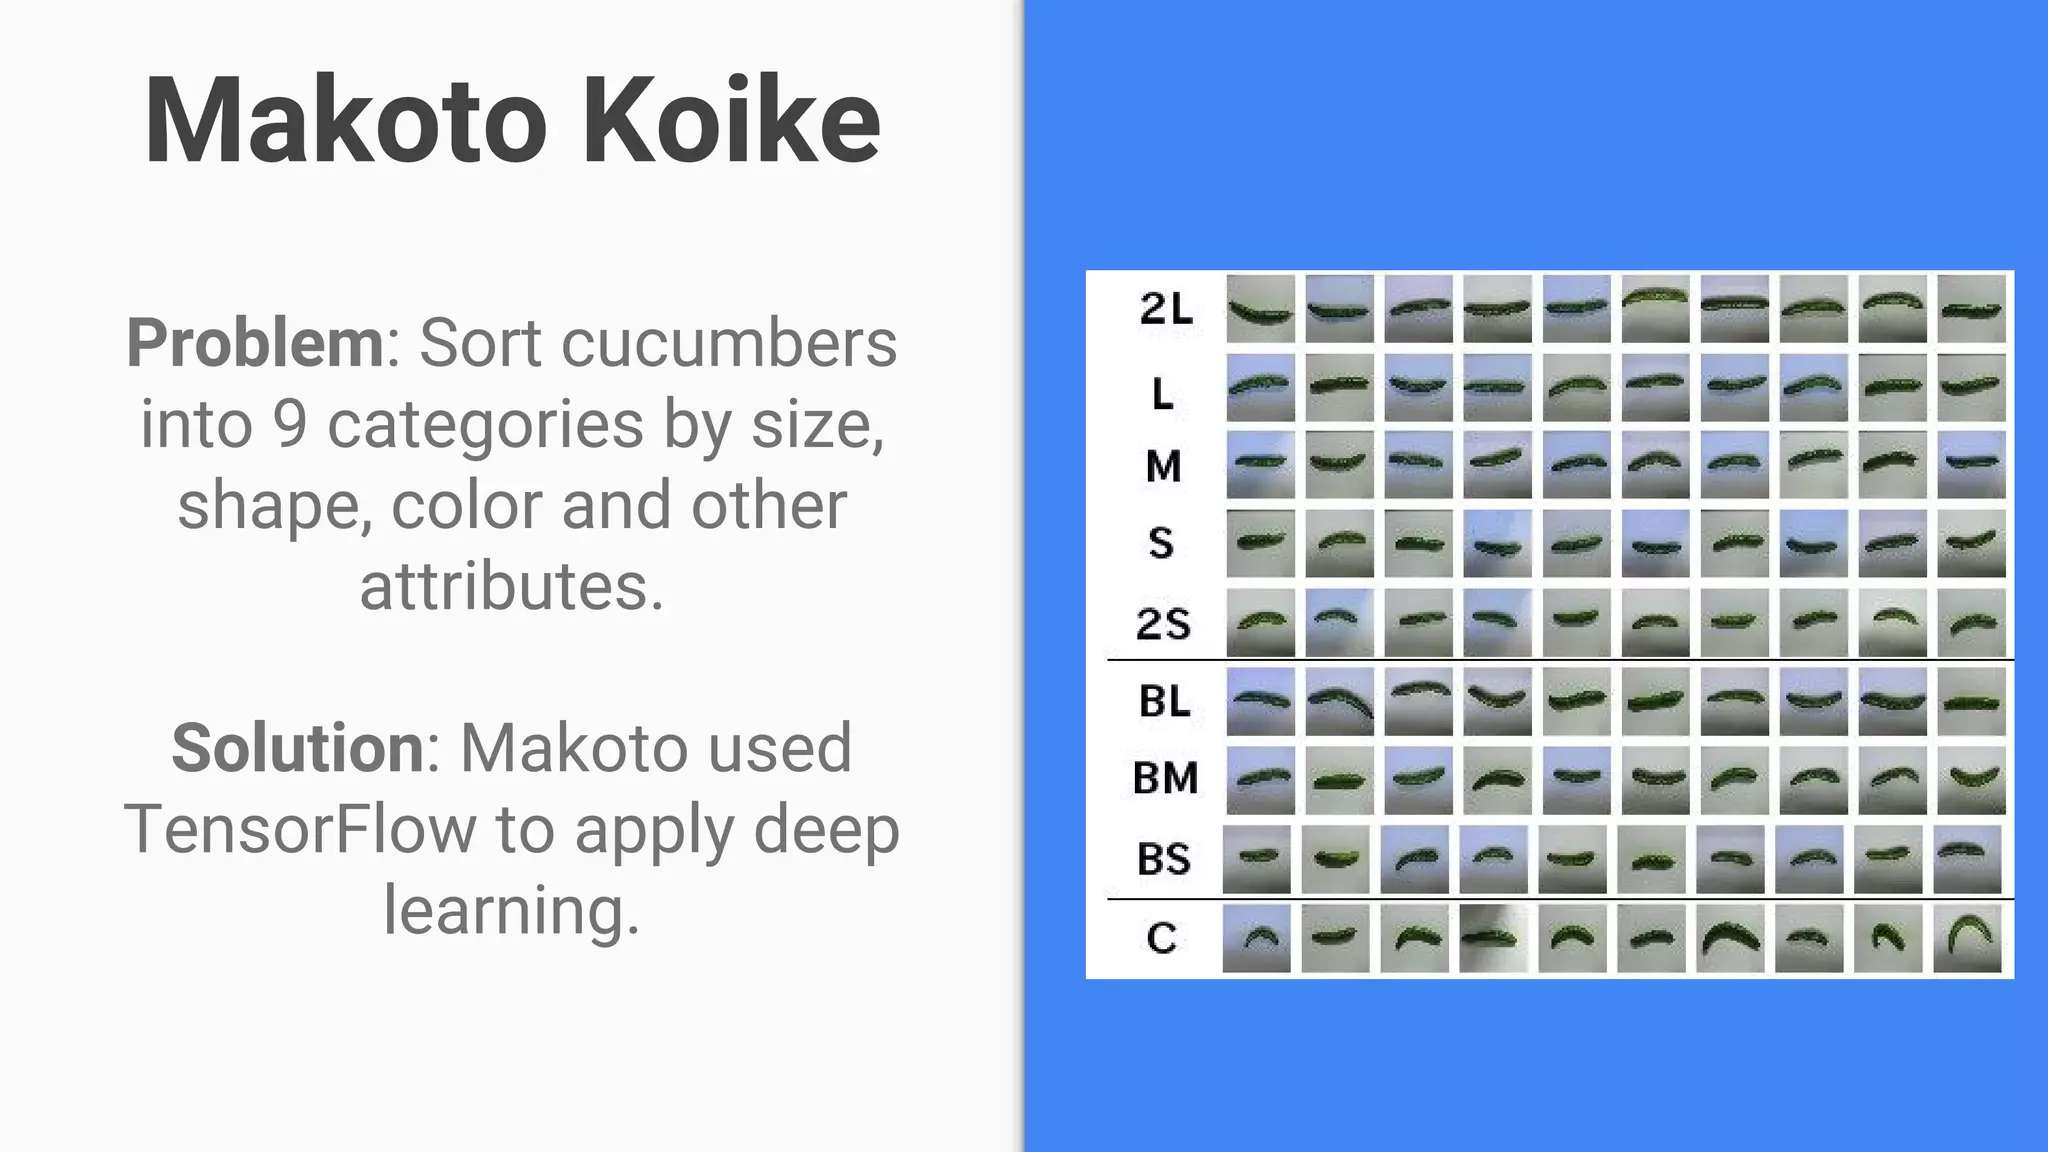 Makoto Koike
Problem: Sort cucumbers
into 9 categories by size,
shape, color and other
attributes.
Solution: Makoto used
TensorFlow to apply deep
learning.
2L
L
M
S
2S
BL
BM
BS
C